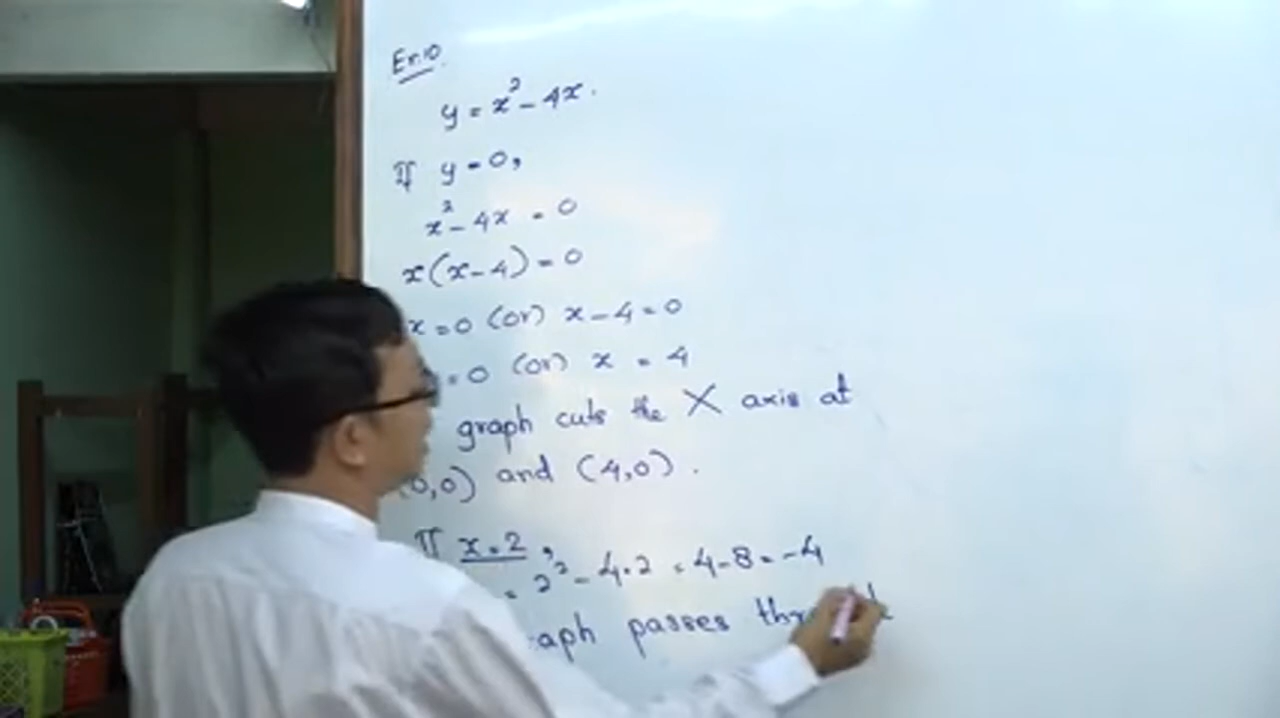 Ex.10.
y = x² - 4x.
If y = 0,
x² - 4x = 0
x(x-4) = 0
x = 0 (or) x - 4 = 0
= 0 (or) x = 4
graph cuts the X axis at
(0,0) and (4,0).
If x = 2,
= 2² - 4·2 = 4-8 = -4
raph passes thr